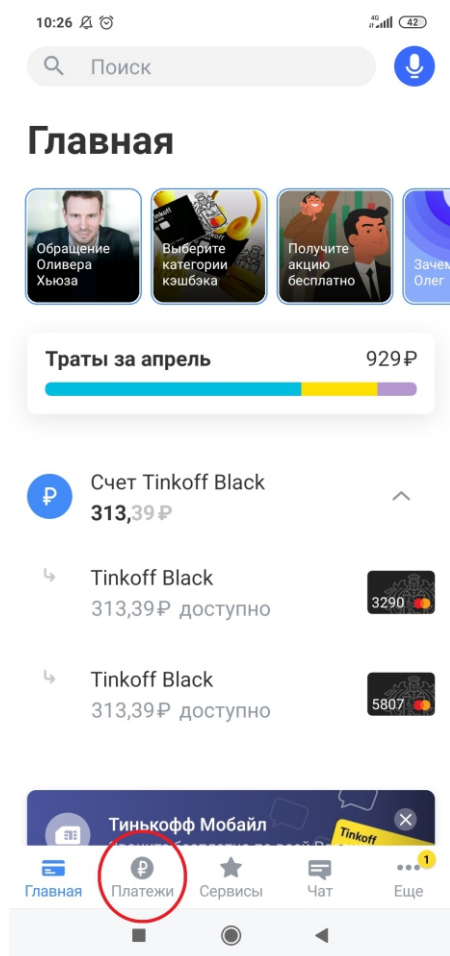 10:26
4G
42
Поиск
Главная
Обращение
Оливера
Хьюза
Выберите
категории
кэшбэка
Получите
акцию
бесплатно
Зачем
Олег
Траты за апрель 929 ₽
Счет Tinkoff Black
313,39 ₽
Tinkoff Black
313,39 ₽ доступно
3290
Tinkoff Black
313,39 ₽ доступно
5807
Тинькофф Мобайл
Tinkoff
1
Главная Платежи Сервисы Чат Еще